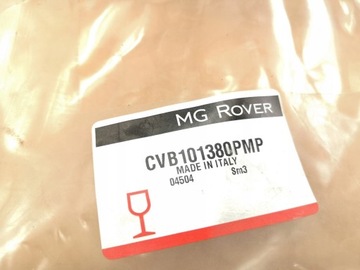 MG ROVER
CVB101380PMP
MADE IN ITALY
04504 Sm3